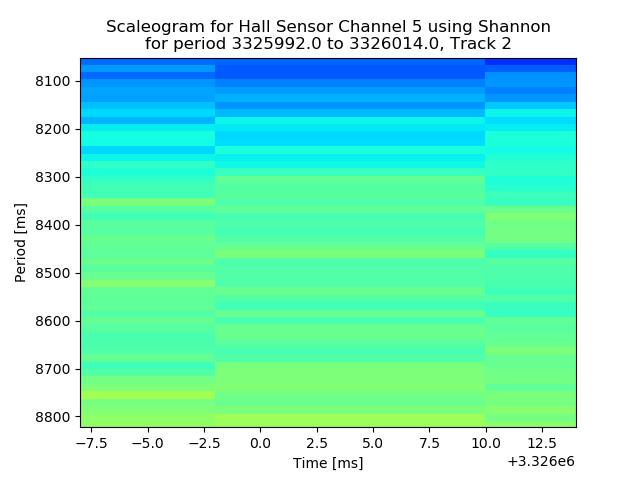 Scaleogram for Hall Sensor Channel 5 using Shannon
for period 3325992.0 to 3326014.0, Track 2
8100
8200
8300
8400
8500
8600
8700
8800
Period [ms]
−7.5 −5.0 −2.5 0.0 2.5 5.0 7.5 10.0 12.5
Time [ms]
+3.326e6